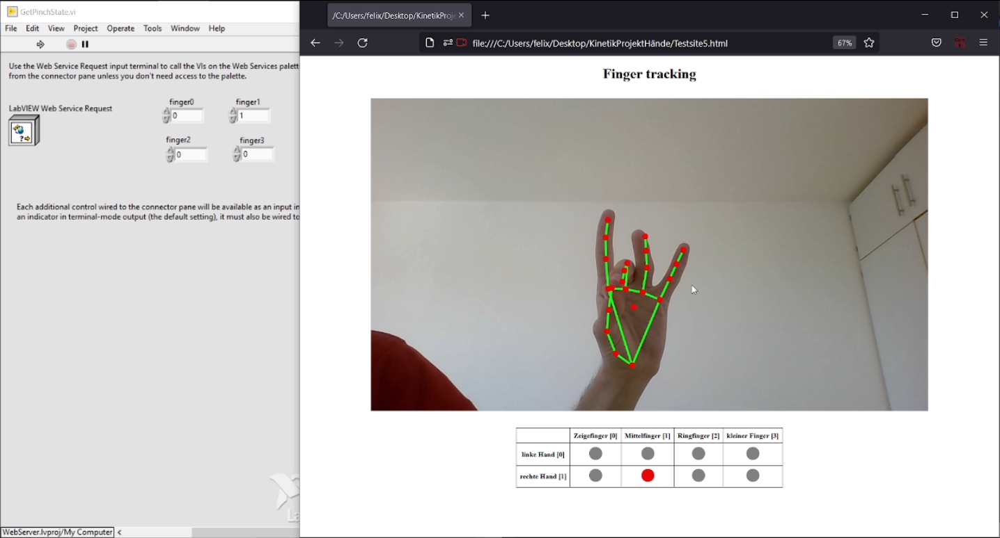 GetPinchState.vi
File Edit View Project Operate Tools Window Help
Use the Web Service Request input terminal to call the VIs on the Web Services palett
from the connector pane unless you don't need access to the palette.
LabVIEW Web Service Request
finger0 finger1
0 1
finger2 finger3
0 0
Each additional control wired to the connector pane will be available as an input in
an indicator in terminal-mode output (the default setting), it must also be wired to
WebServer.lvproj/My Computer
/C:/Users/felix/Desktop/KinetikProje
file:///C:/Users/felix/Desktop/KinetikProjektHände/Testsite5.html 67%
Finger tracking
Zeigefinger [0] Mittelfinger [1] Ringfinger [2] kleiner Finger [3]
linke Hand [0]
rechte Hand [1]